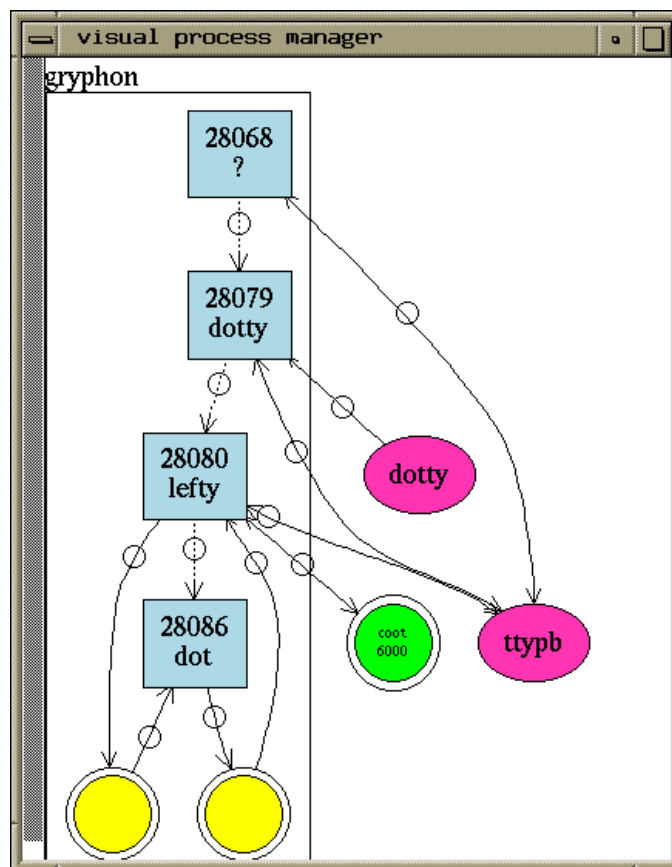 visual process manager
gryphon
28068
?
28079
dotty
28080
lefty
dotty
28086
dot
coot
6000
ttypb